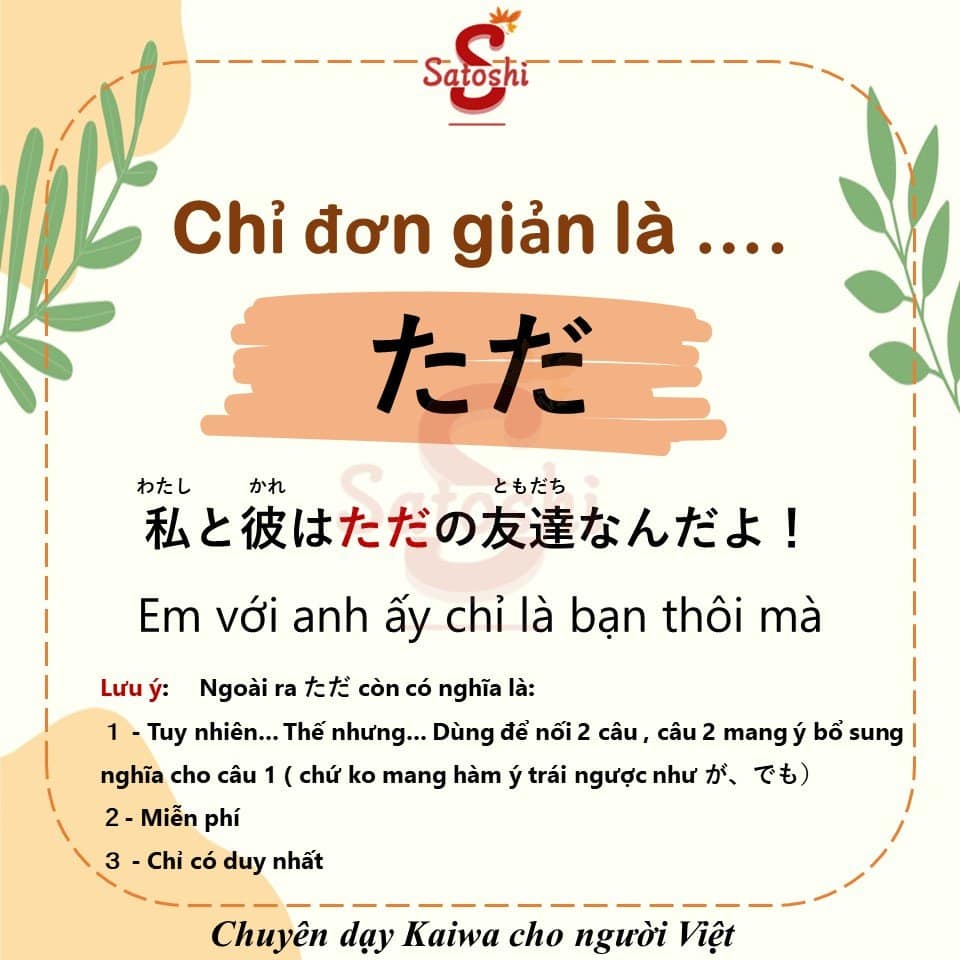 Satoshi
Chỉ đơn giản là ....
ただ
わたし かれ ともだち
私と彼はただの友達なんだよ！
Em với anh ấy chỉ là bạn thôi mà
Lưu ý: Ngoài ra ただ còn có nghĩa là:
１ - Tuy nhiên... Thế nhưng... Dùng để nối 2 câu , câu 2 mang ý bổ sung
nghĩa cho câu 1 ( chứ ko mang hàm ý trái ngược như が、でも）
２- Miễn phí
３ - Chỉ có duy nhất
Chuyên dạy Kaiwa cho người Việt